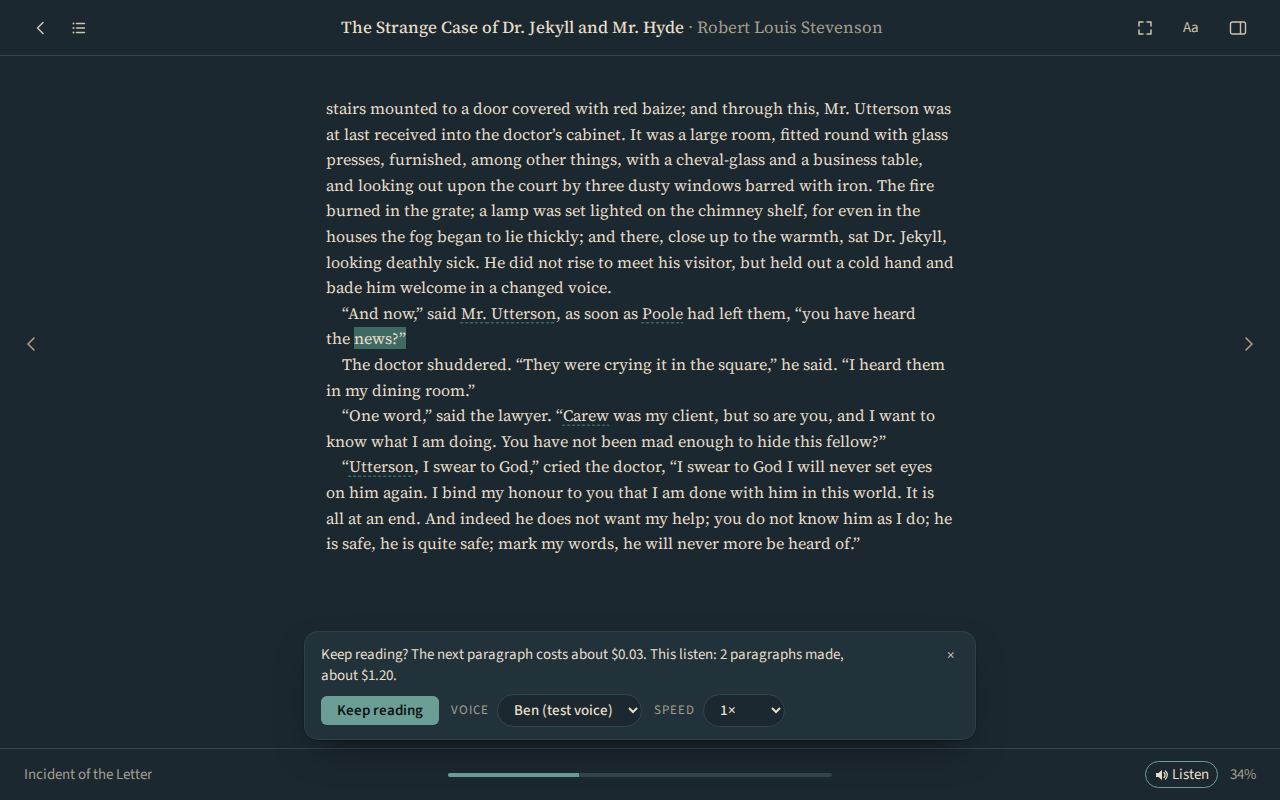 The Strange Case of Dr. Jekyll and Mr. Hyde · Robert Louis Stevenson
Aa
stairs mounted to a door covered with red baize; and through this, Mr. Utterson was
at last received into the doctor’s cabinet. It was a large room, fitted round with glass
presses, furnished, among other things, with a cheval-glass and a business table,
and looking out upon the court by three dusty windows barred with iron. The fire
burned in the grate; a lamp was set lighted on the chimney shelf, for even in the
houses the fog began to lie thickly; and there, close up to the warmth, sat Dr. Jekyll,
looking deathly sick. He did not rise to meet his visitor, but held out a cold hand and
bade him welcome in a changed voice.
“And now,” said Mr. Utterson, as soon as Poole had left them, “you have heard
the news?”
The doctor shuddered. “They were crying it in the square,” he said. “I heard them
in my dining room.”
“One word,” said the lawyer. “Carew was my client, but so are you, and I want to
know what I am doing. You have not been mad enough to hide this fellow?”
“Utterson, I swear to God,” cried the doctor, “I swear to God I will never set eyes
on him again. I bind my honour to you that I am done with him in this world. It is
all at an end. And indeed he does not want my help; you do not know him as I do; he
is safe, he is quite safe; mark my words, he will never more be heard of.”
Keep reading? The next paragraph costs about $0.03. This listen: 2 paragraphs made,
about $1.20.
×
Keep reading VOICE Ben (test voice) SPEED 1×
Incident of the Letter
Listen 34%